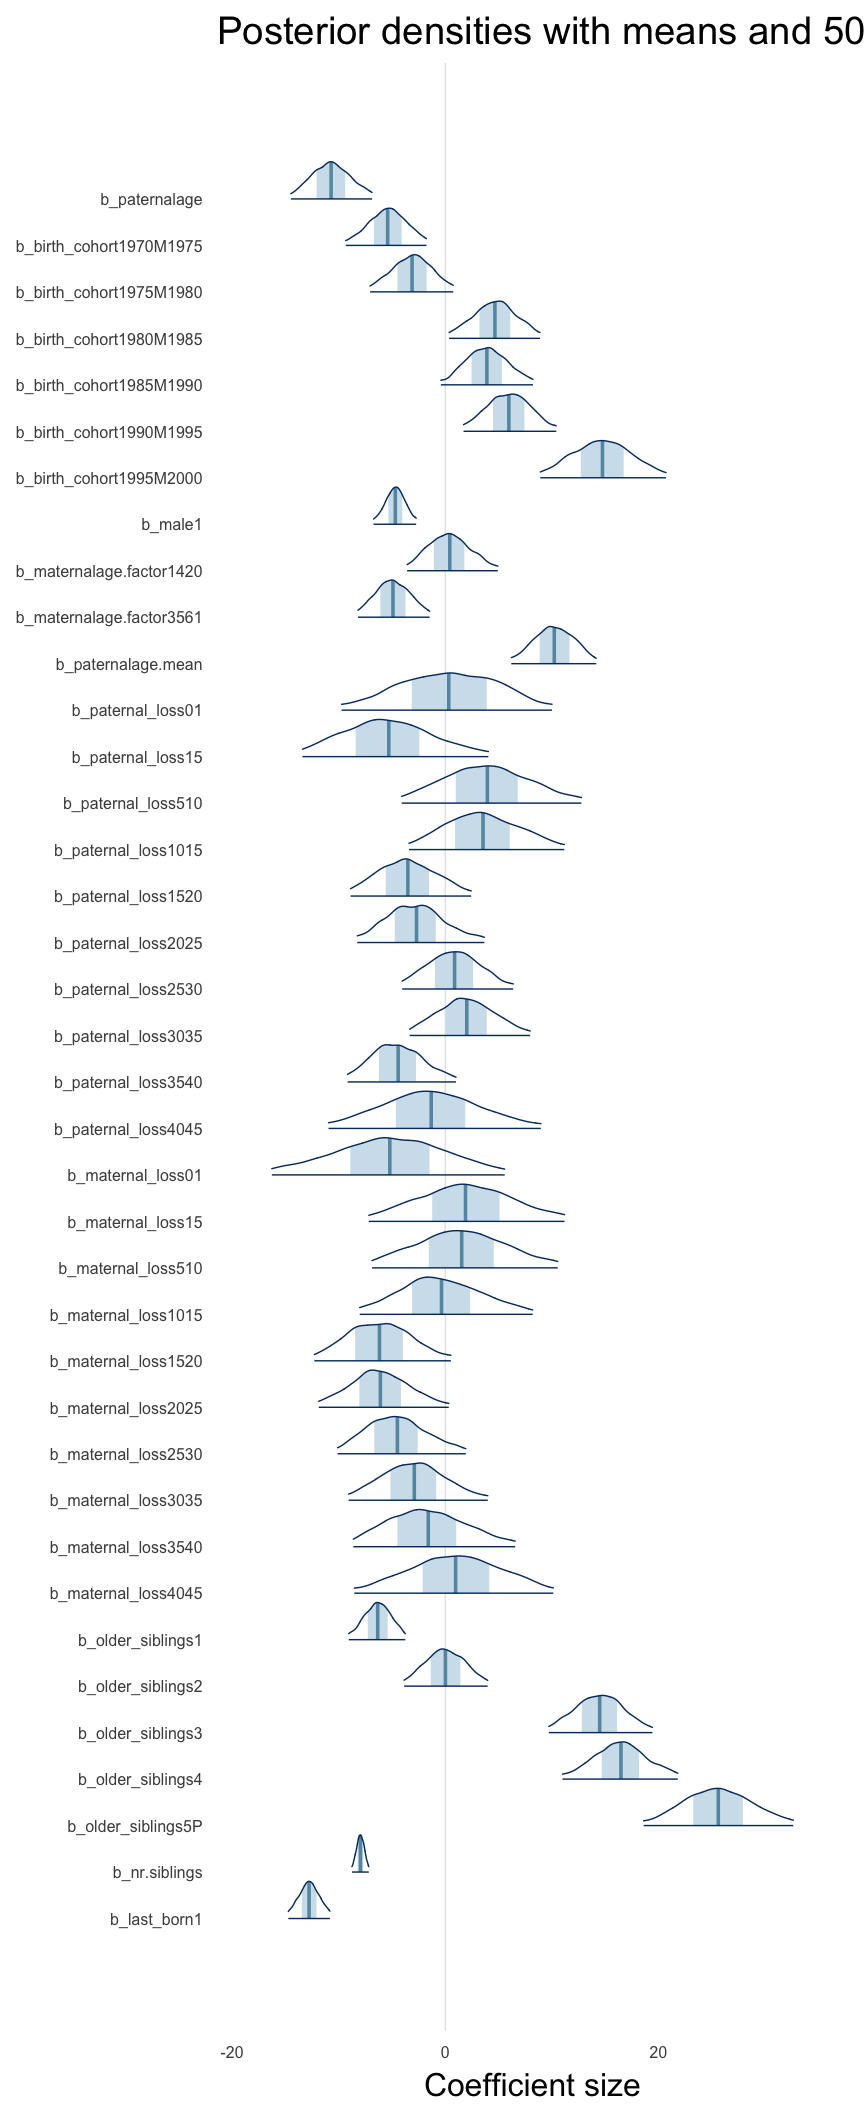 Posterior densities with means and 50
b_paternalage
b_birth_cohort1970M1975
b_birth_cohort1975M1980
b_birth_cohort1980M1985
b_birth_cohort1985M1990
b_birth_cohort1990M1995
b_birth_cohort1995M2000
b_male1
b_maternalage.factor1420
b_maternalage.factor3561
b_paternalage.mean
b_paternal_loss01
b_paternal_loss15
b_paternal_loss510
b_paternal_loss1015
b_paternal_loss1520
b_paternal_loss2025
b_paternal_loss2530
b_paternal_loss3035
b_paternal_loss3540
b_paternal_loss4045
b_maternal_loss01
b_maternal_loss15
b_maternal_loss510
b_maternal_loss1015
b_maternal_loss1520
b_maternal_loss2025
b_maternal_loss2530
b_maternal_loss3035
b_maternal_loss3540
b_maternal_loss4045
b_older_siblings1
b_older_siblings2
b_older_siblings3
b_older_siblings4
b_older_siblings5P
b_nr.siblings
b_last_born1
-20 0 20
Coefficient size